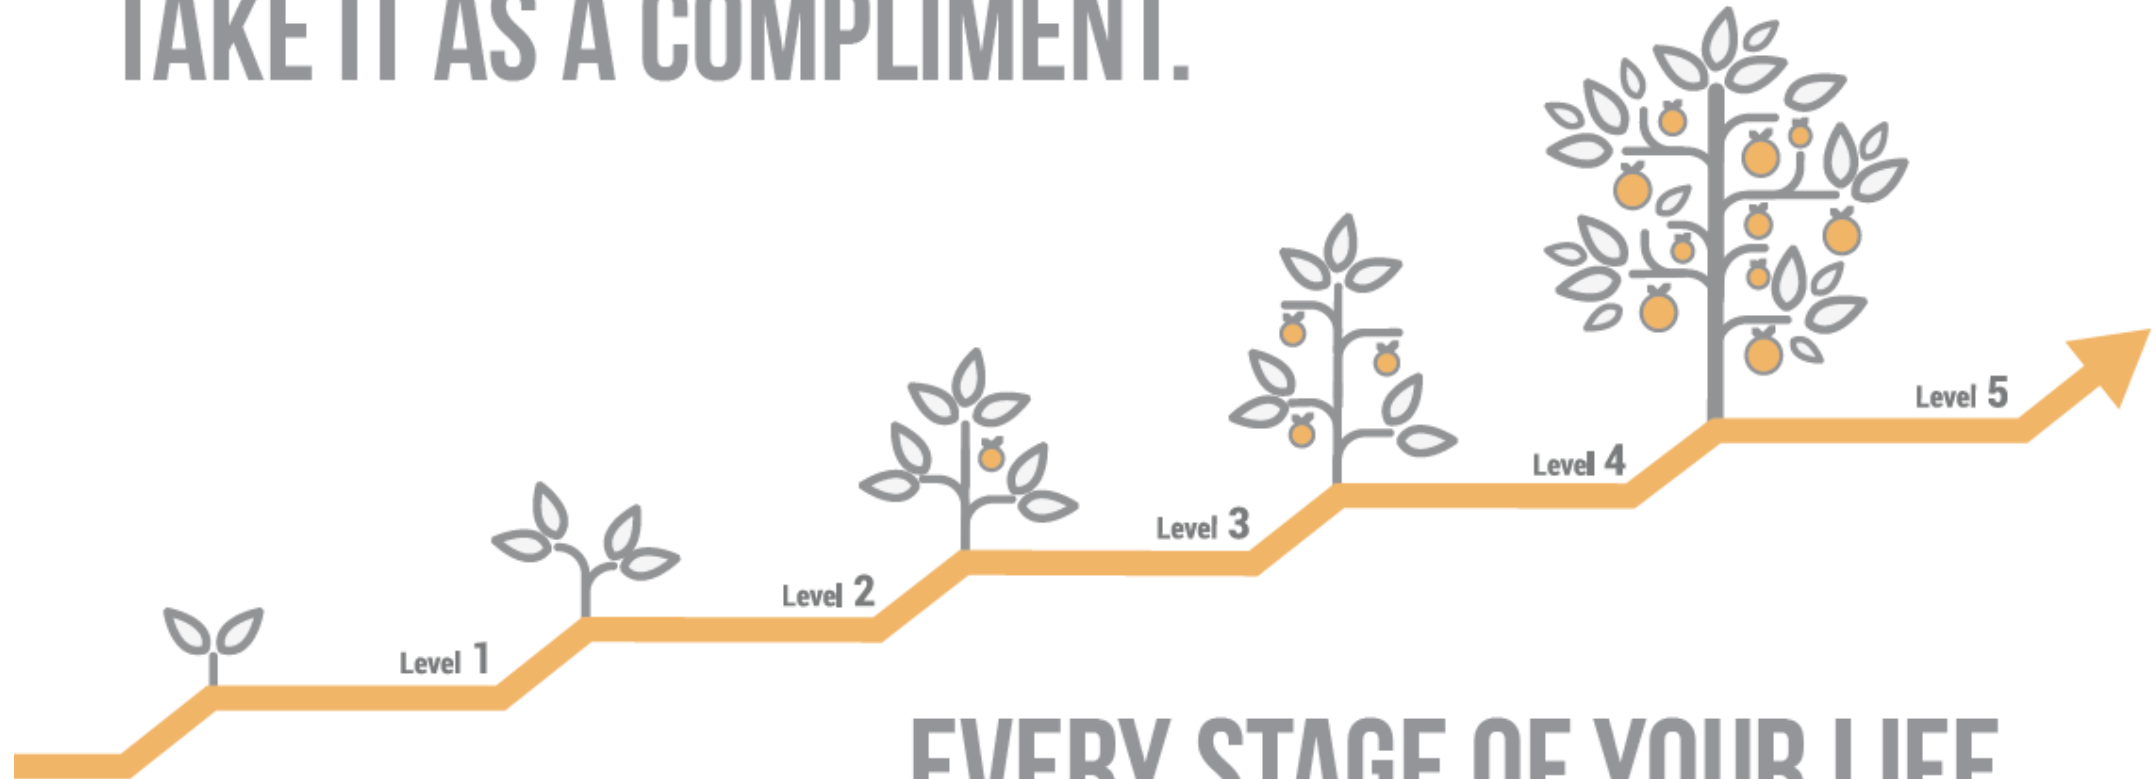 TAKE IT AS A COMPLIMENT.
Level 5
Level 4
Level 3
Level 2
Level 1
EVERY STAGE OF YOUR LIFE